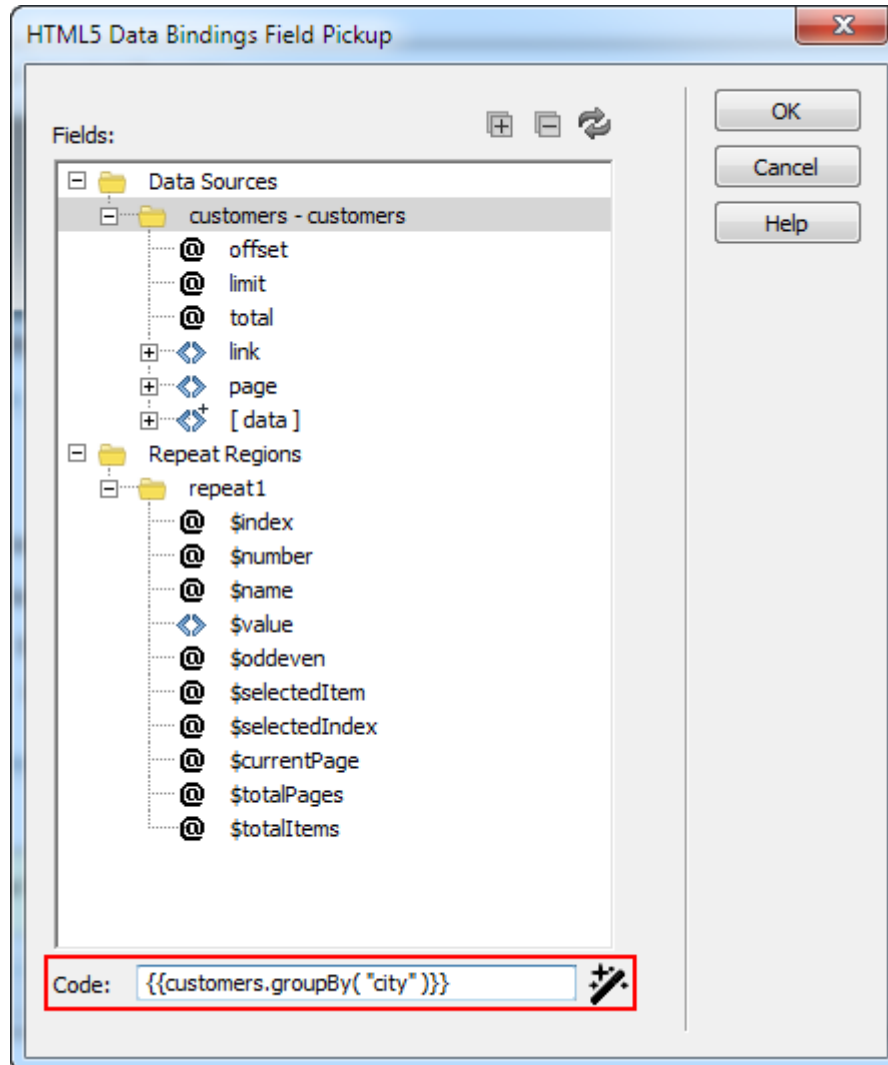 HTML5 Data Bindings Field Pickup
Fields:
OK
Cancel
Help
Data Sources
customers - customers
@ offset
@ limit
@ total
link
page
[ data ]
Repeat Regions
repeat1
@ $index
@ $number
@ $name
$value
@ $oddeven
@ $selectedItem
@ $selectedIndex
@ $currentPage
@ $totalPages
@ $totalItems
Code: {{customers.groupBy( "city" )}}